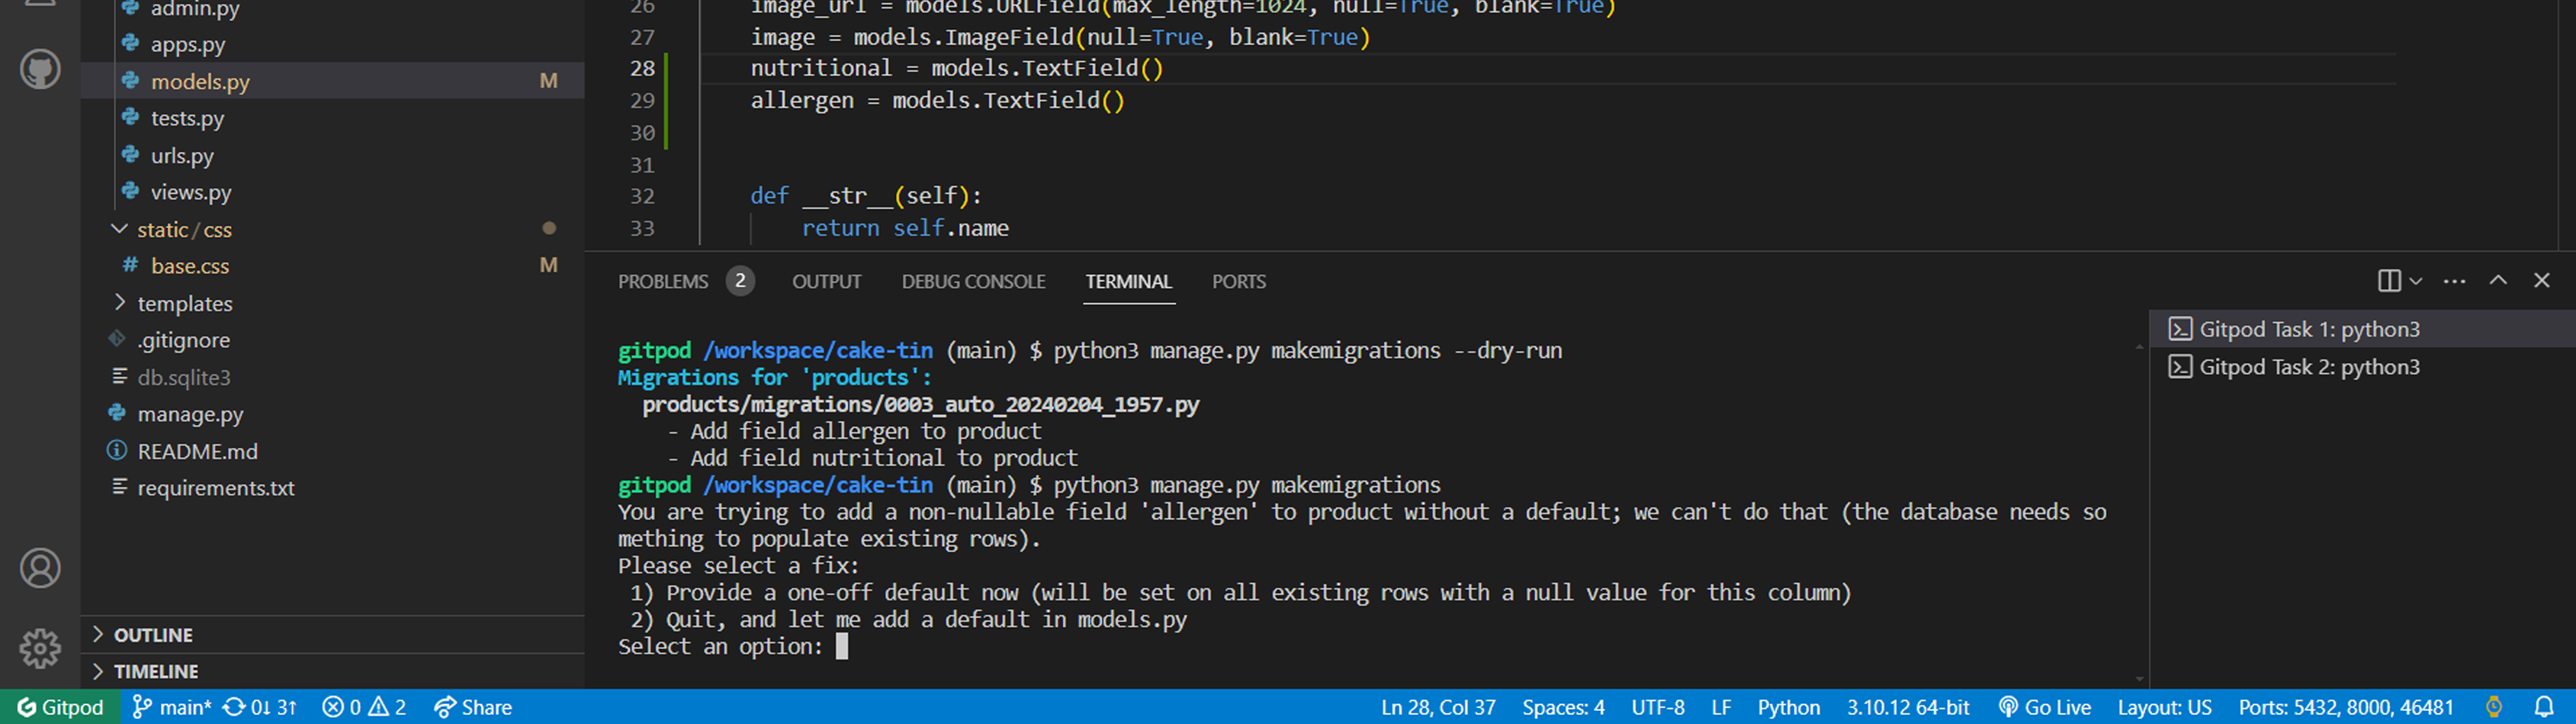 admin.py
apps.py
models.py M
tests.py
urls.py
views.py
static / css
# base.css M
templates
.gitignore
db.sqlite3
manage.py
README.md
requirements.txt
OUTLINE
TIMELINE
26 image_url = models.URLField(max_length=1024, null=True, blank=True)
27 image = models.ImageField(null=True, blank=True)
28 nutritional = models.TextField()
29 allergen = models.TextField()
30
31
32 def __str__(self):
33 return self.name
PROBLEMS 2 OUTPUT DEBUG CONSOLE TERMINAL PORTS
gitpod /workspace/cake-tin (main) $ python3 manage.py makemigrations --dry-run
Migrations for 'products':
products/migrations/0003_auto_20240204_1957.py
- Add field allergen to product
- Add field nutritional to product
gitpod /workspace/cake-tin (main) $ python3 manage.py makemigrations
You are trying to add a non-nullable field 'allergen' to product without a default; we can't do that (the database needs so
mething to populate existing rows).
Please select a fix:
1) Provide a one-off default now (will be set on all existing rows with a null value for this column)
2) Quit, and let me add a default in models.py
Select an option:
Gitpod Task 1: python3
Gitpod Task 2: python3
Gitpod main* 0↓ 3↑ 0 2 Share Ln 28, Col 37 Spaces: 4 UTF-8 LF Python 3.10.12 64-bit Go Live Layout: US Ports: 5432, 8000, 46481